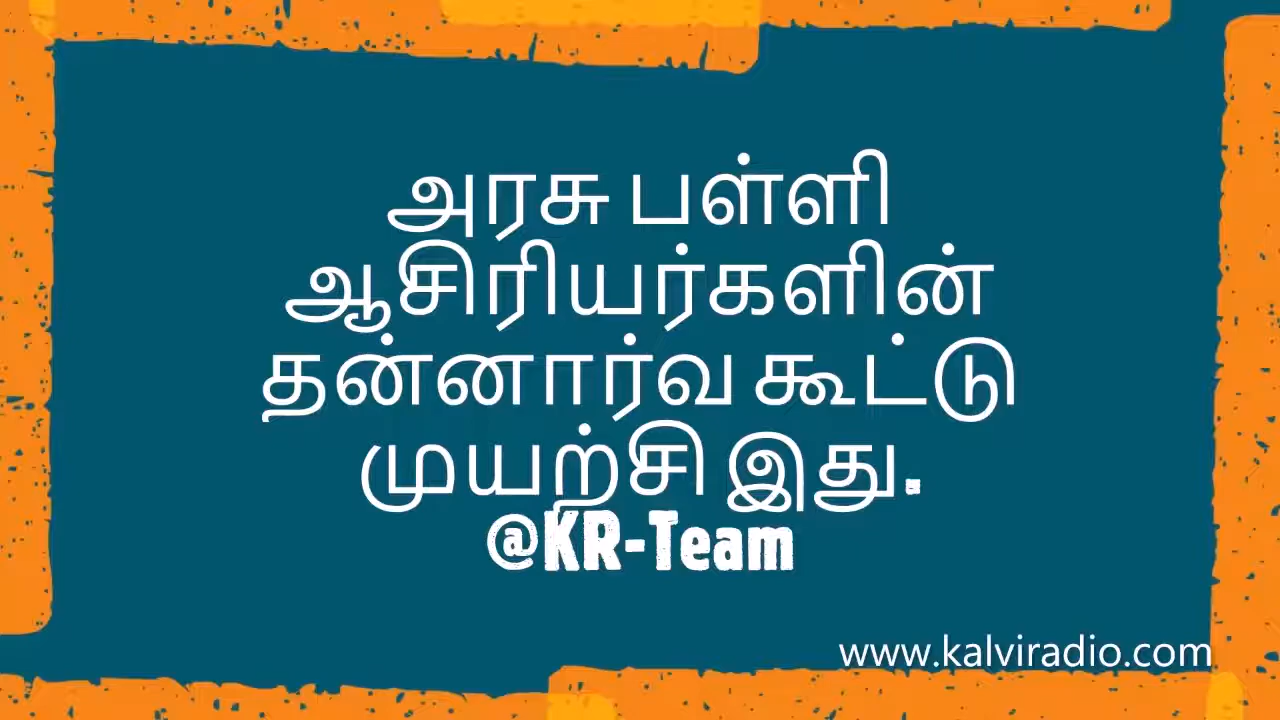 அரசு பள்ளி
ஆசிரியர்களின்
தன்னார்வ கூட்டு
முயற்சி இது.
@KR-Team
www.kalviradio.com